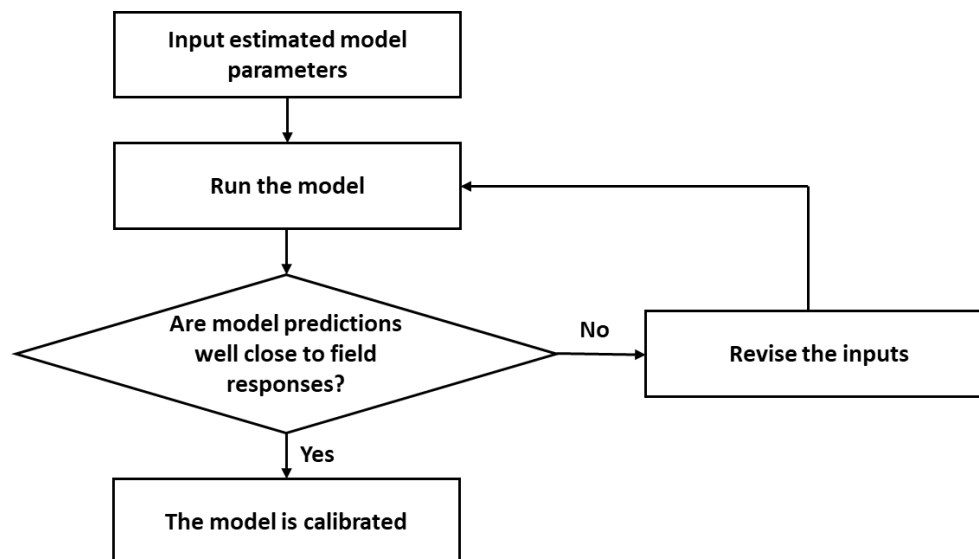 Input estimated model
parameters
Run the model
Are model predictions
well close to field
responses?
No
Revise the inputs
Yes
The model is calibrated